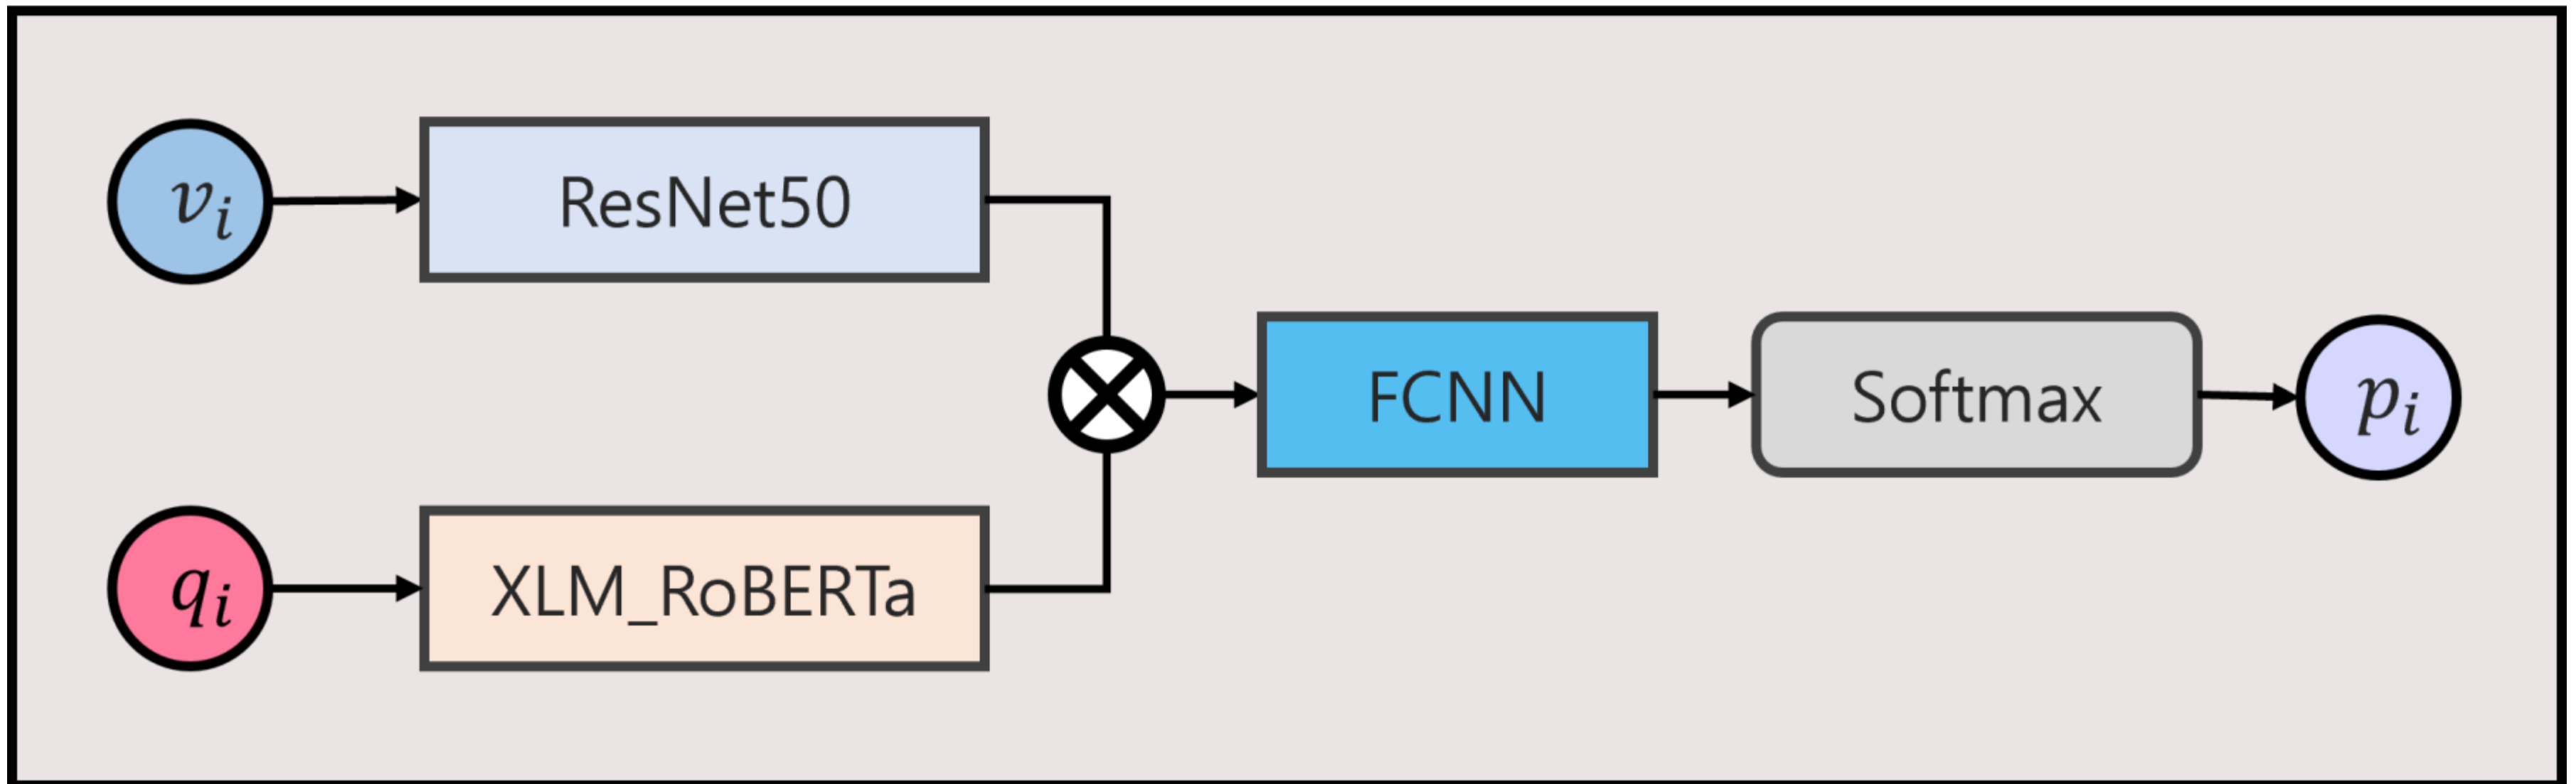 v_i
ResNet50
q_i
XLM_RoBERTa
FCNN
Softmax
p_i